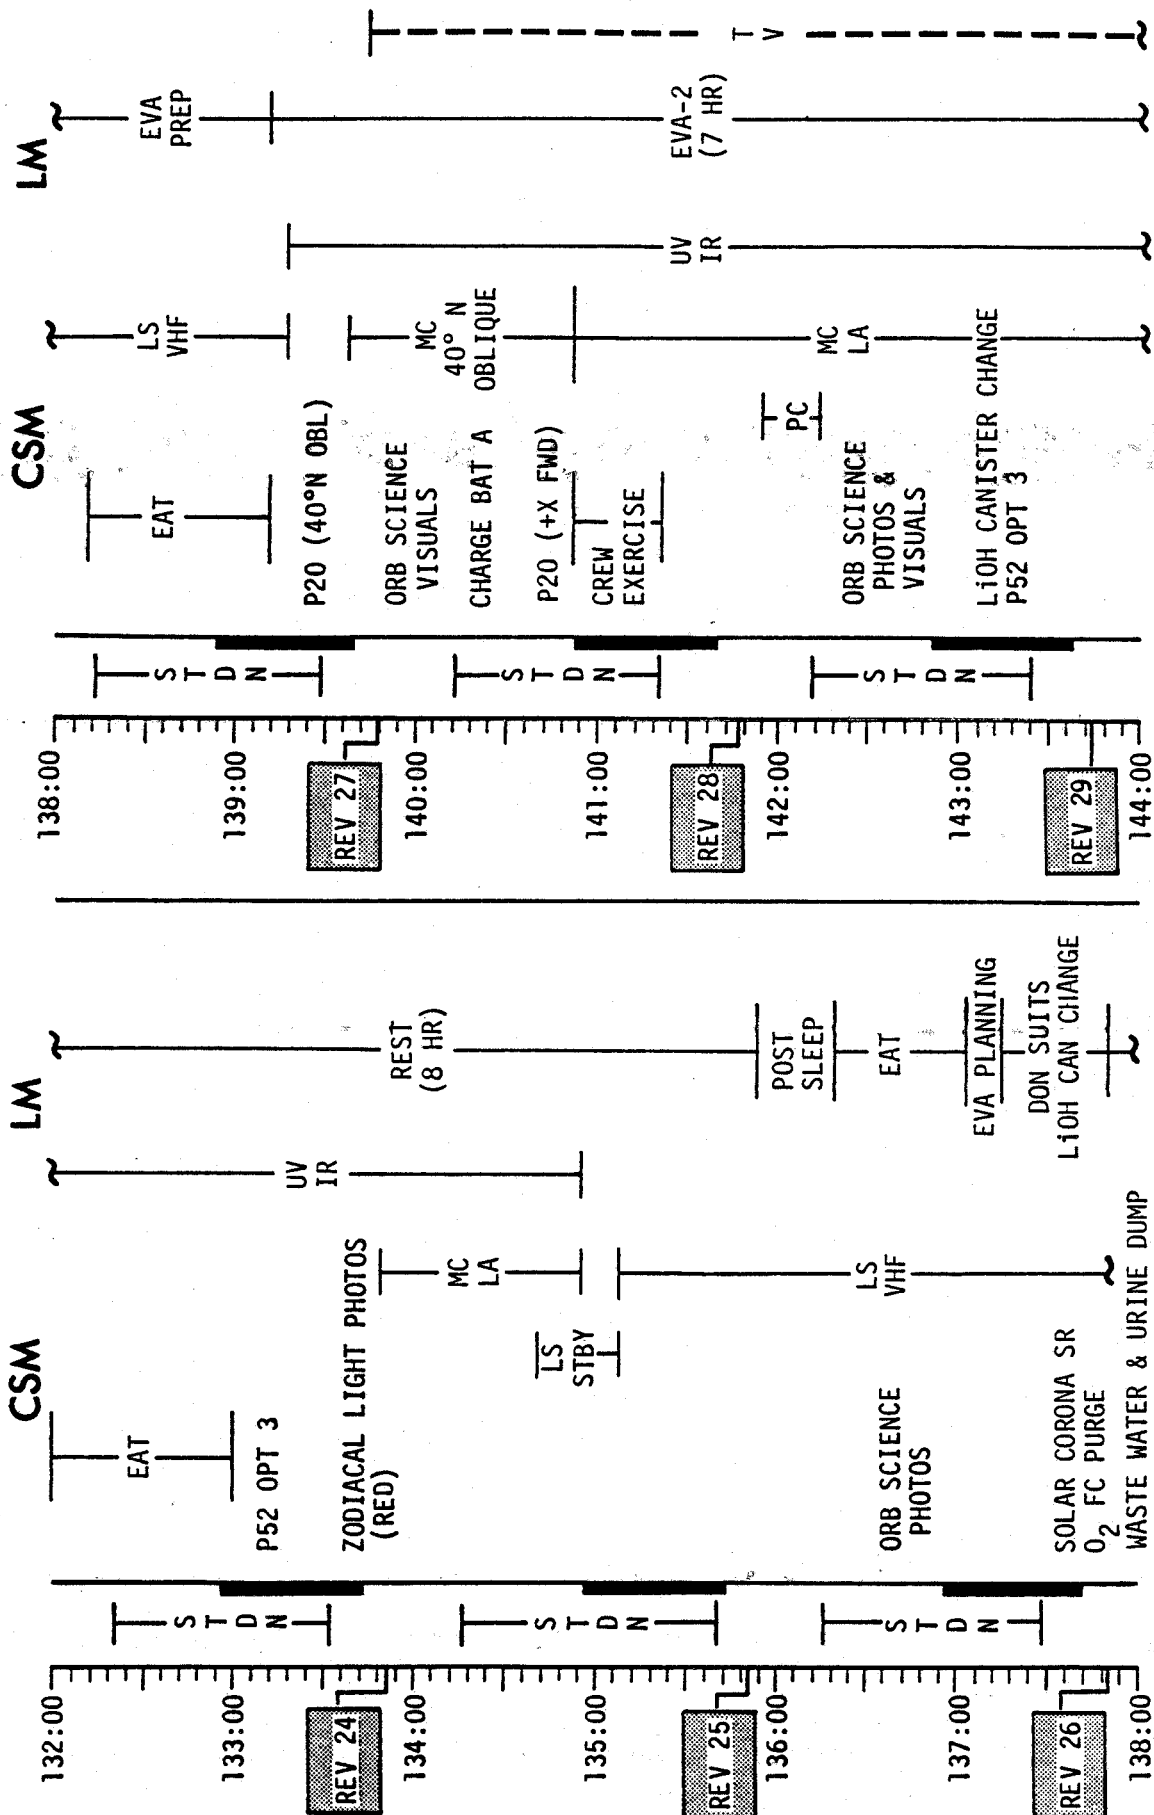 CSM
LM
132:00
133:00
134:00
135:00
136:00
137:00
138:00
REV 24
REV 25
REV 26
STDN
STDN
STDN
EAT
P52 OPT 3
ZODIACAL LIGHT PHOTOS
(RED)
ORB SCIENCE
PHOTOS
SOLAR CORONA SR
O2 FC PURGE
WASTE WATER & URINE DUMP
LS
STBY
MC
LA
LS
VHF
UV
IR
REST
(8 HR)
POST
SLEEP
EAT
EVA PLANNING
DON SUITS
LiOH CAN CHANGE
CSM
LM
138:00
139:00
140:00
141:00
142:00
143:00
144:00
REV 27
REV 28
REV 29
STDN
STDN
STDN
EAT
P20 (40°N OBL)
ORB SCIENCE
VISUALS
CHARGE BAT A
P20 (+X FWD)
CREW
EXERCISE
ORB SCIENCE
PHOTOS &
VISUALS
LiOH CANISTER CHANGE
P52 OPT 3
PC
LS
VHF
MC
40° N
OBLIQUE
MC
LA
UV
IR
EVA
PREP
EVA-2
(7 HR)
TV